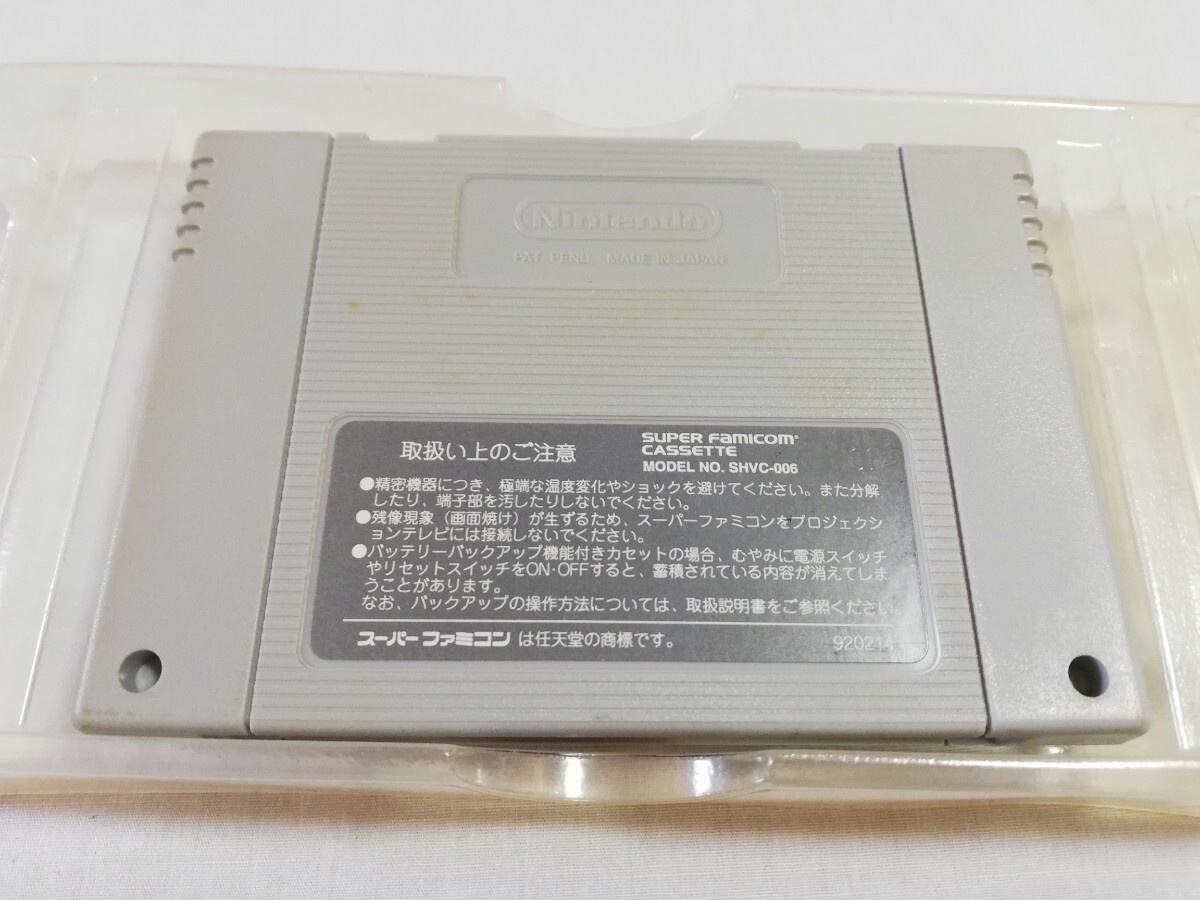 Nintendo
PAT. PEND. MADE IN JAPAN
取扱い上のご注意
SUPER FAMICOM
CASSETTE
MODEL NO. SHVC-006
●精密機器につき、極端な温度変化やショックを避けてください。また分解
したり、端子部を汚したりしないでください。
●残像現象(画面焼け)が生ずるため、スーパーファミコンをプロジェクシ
ョンテレビには接続しないでください。
●バッテリーバックアップ機能付きカセットの場合、むやみに電源スイッチ
やリセットスイッチをON·OFFすると、蓄積されている内容が消えてしま
うことがあります。
なお、バックアップの操作方法については、取扱説明書をご参照ください。
スーパーファミコンは任天堂の商標です。
920214